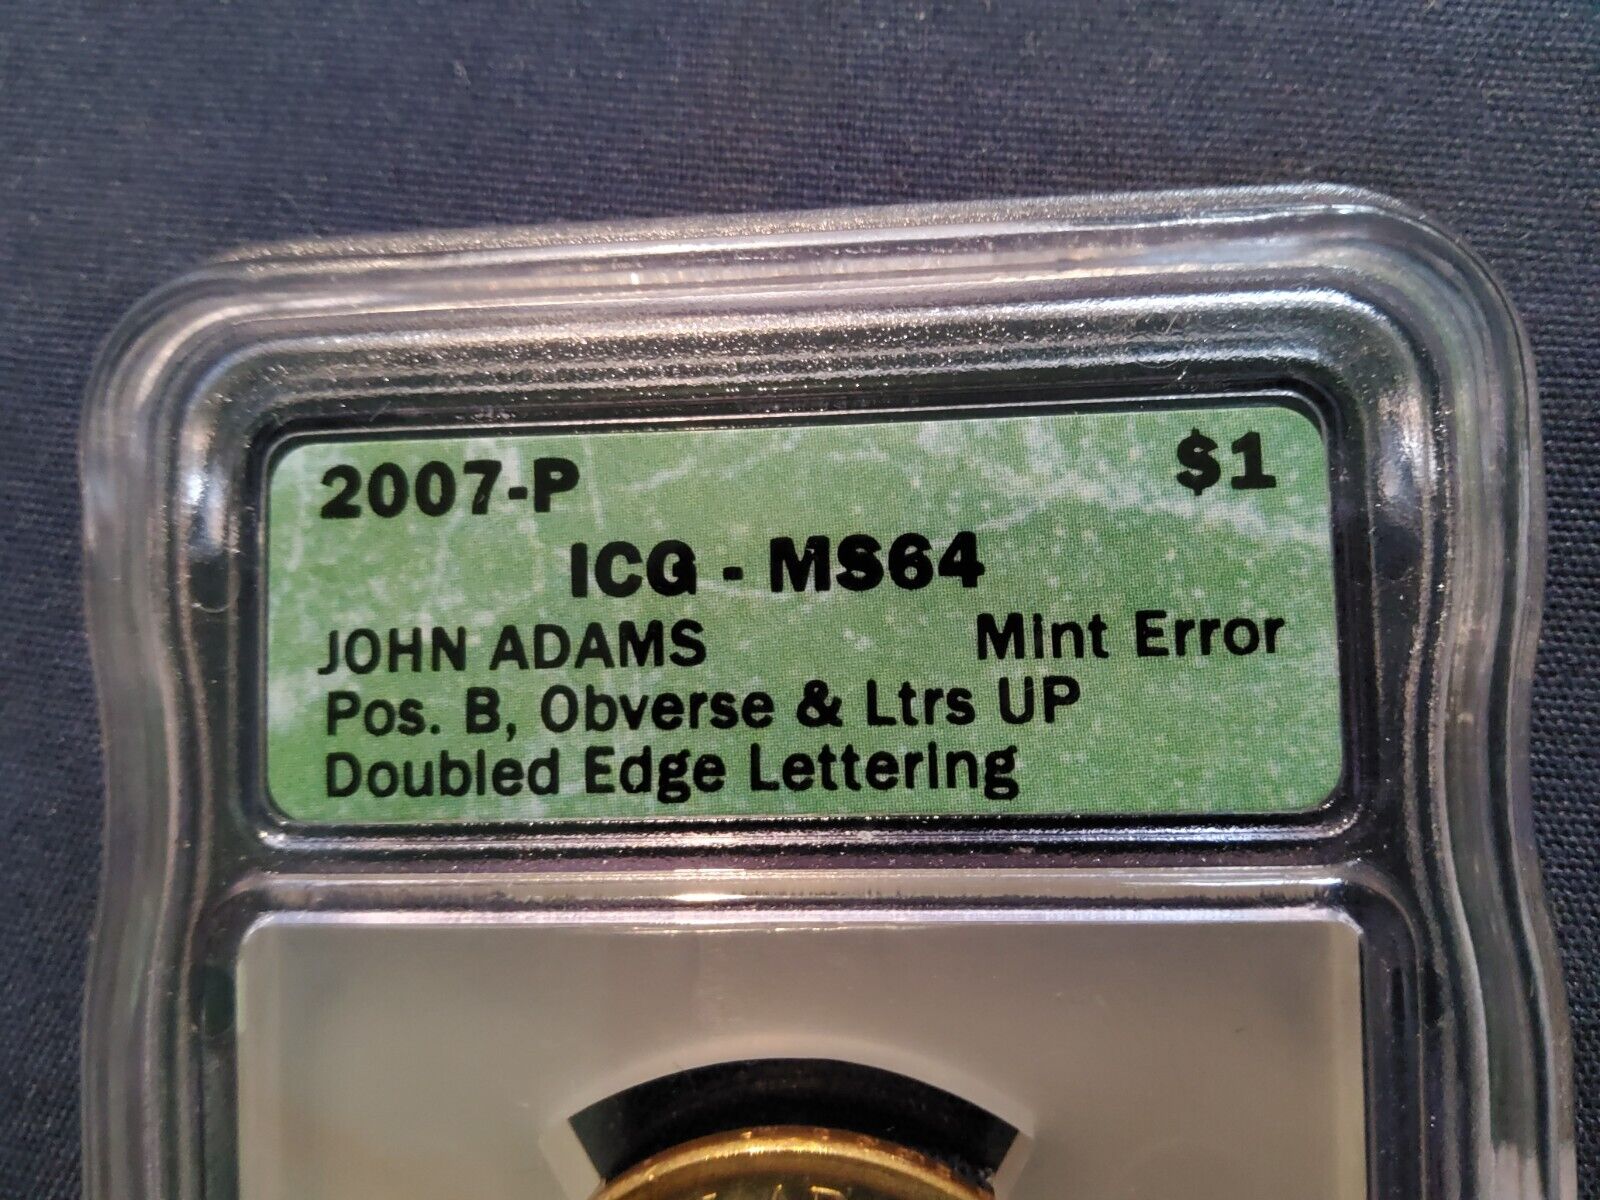 2007-P $1
ICG - MS64
JOHN ADAMS Mint Error
Pos. B, Obverse & Ltrs UP
Doubled Edge Lettering